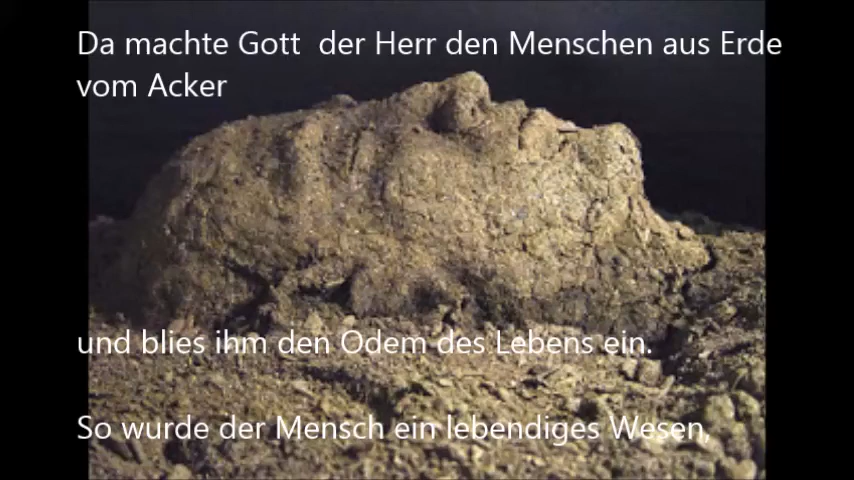 Da machte Gott der Herr den Menschen aus Erde
vom Acker
und blies ihm den Odem des Lebens ein.
So wurde der Mensch ein lebendiges Wesen,